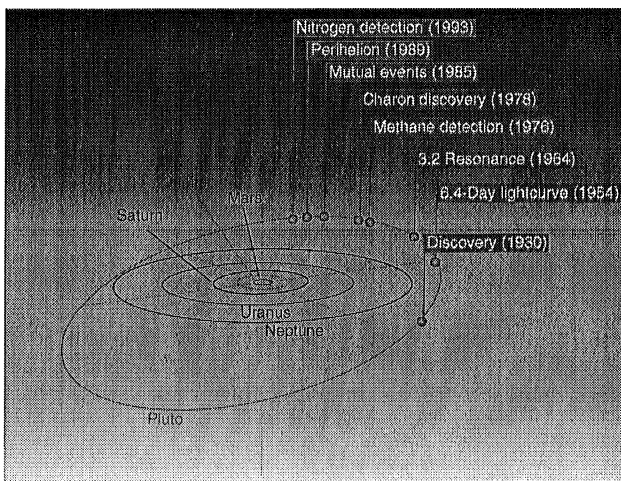 Nitrogen detection (1993)
Perihelion (1989)
Mutual events (1985)
Charon discovery (1978)
Methane detection (1976)
3:2 Resonance (1964)
6.4-Day lightcurve (1954)
Mars
Saturn
Discovery (1930)
Uranus
Neptune
Pluto